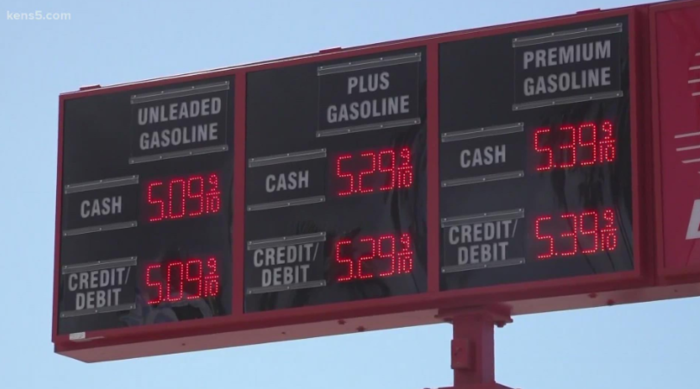 kens5.com
UNLEADED
GASOLINE
CASH 5.09 9/10
CREDIT/
DEBIT 5.09 9/10
PLUS
GASOLINE
CASH 5.29 9/10
CREDIT/
DEBIT 5.29 9/10
PREMIUM
GASOLINE
CASH 5.39 9/10
CREDIT/
DEBIT 5.39 9/10